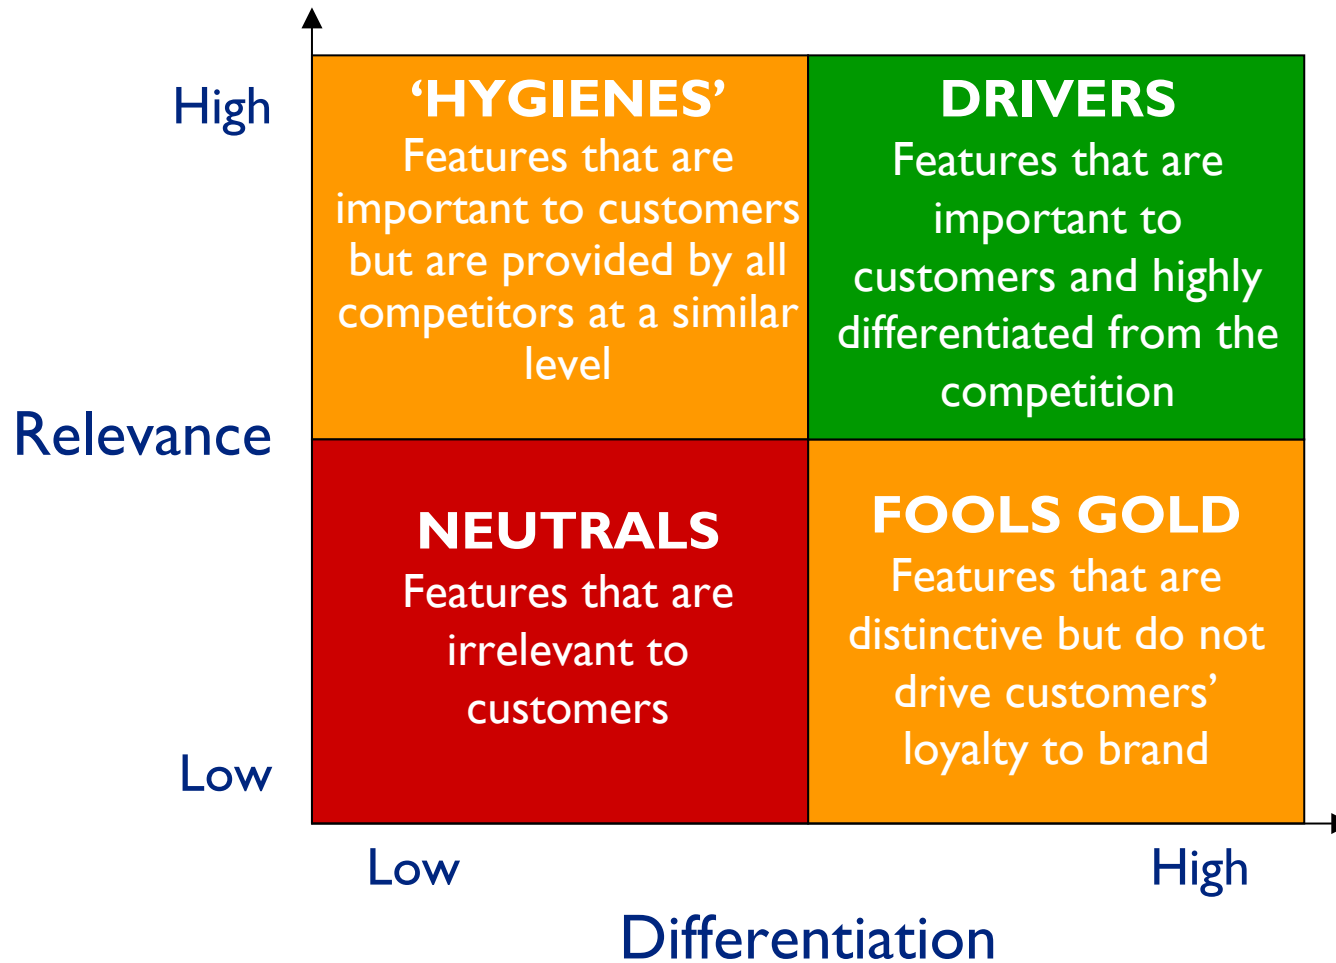 High
‘HYGIENES’
Features that are
important to customers
but are provided by all
competitors at a similar
level
DRIVERS
Features that are
important to
customers and highly
differentiated from the
competition
Relevance
NEUTRALS
Features that are
irrelevant to
customers
FOOLS GOLD
Features that are
distinctive but do not
drive customers’
loyalty to brand
Low
Low
High
Differentiation